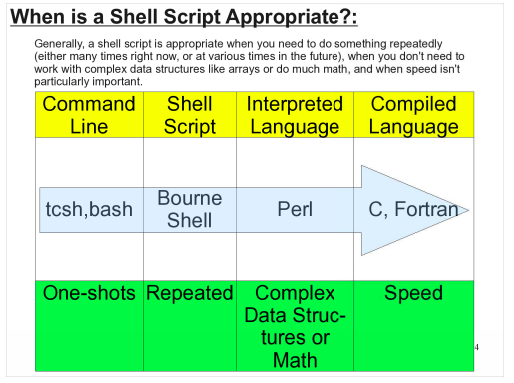 When is a Shell Script Appropriate?:
Generally, a shell script is appropriate when you need to do something repeatedly
(either many times right now, or at various times in the future), when you don't need to
work with complex data structures like arrays or do much math, and when speed isn't
particularly important.
Command Line
Shell Script
Interpreted Language
Compiled Language
tcsh,bash
Bourne Shell
Perl
C, Fortran
One-shots
Repeated
Complex
Data Struc-
tures or
Math
Speed
4